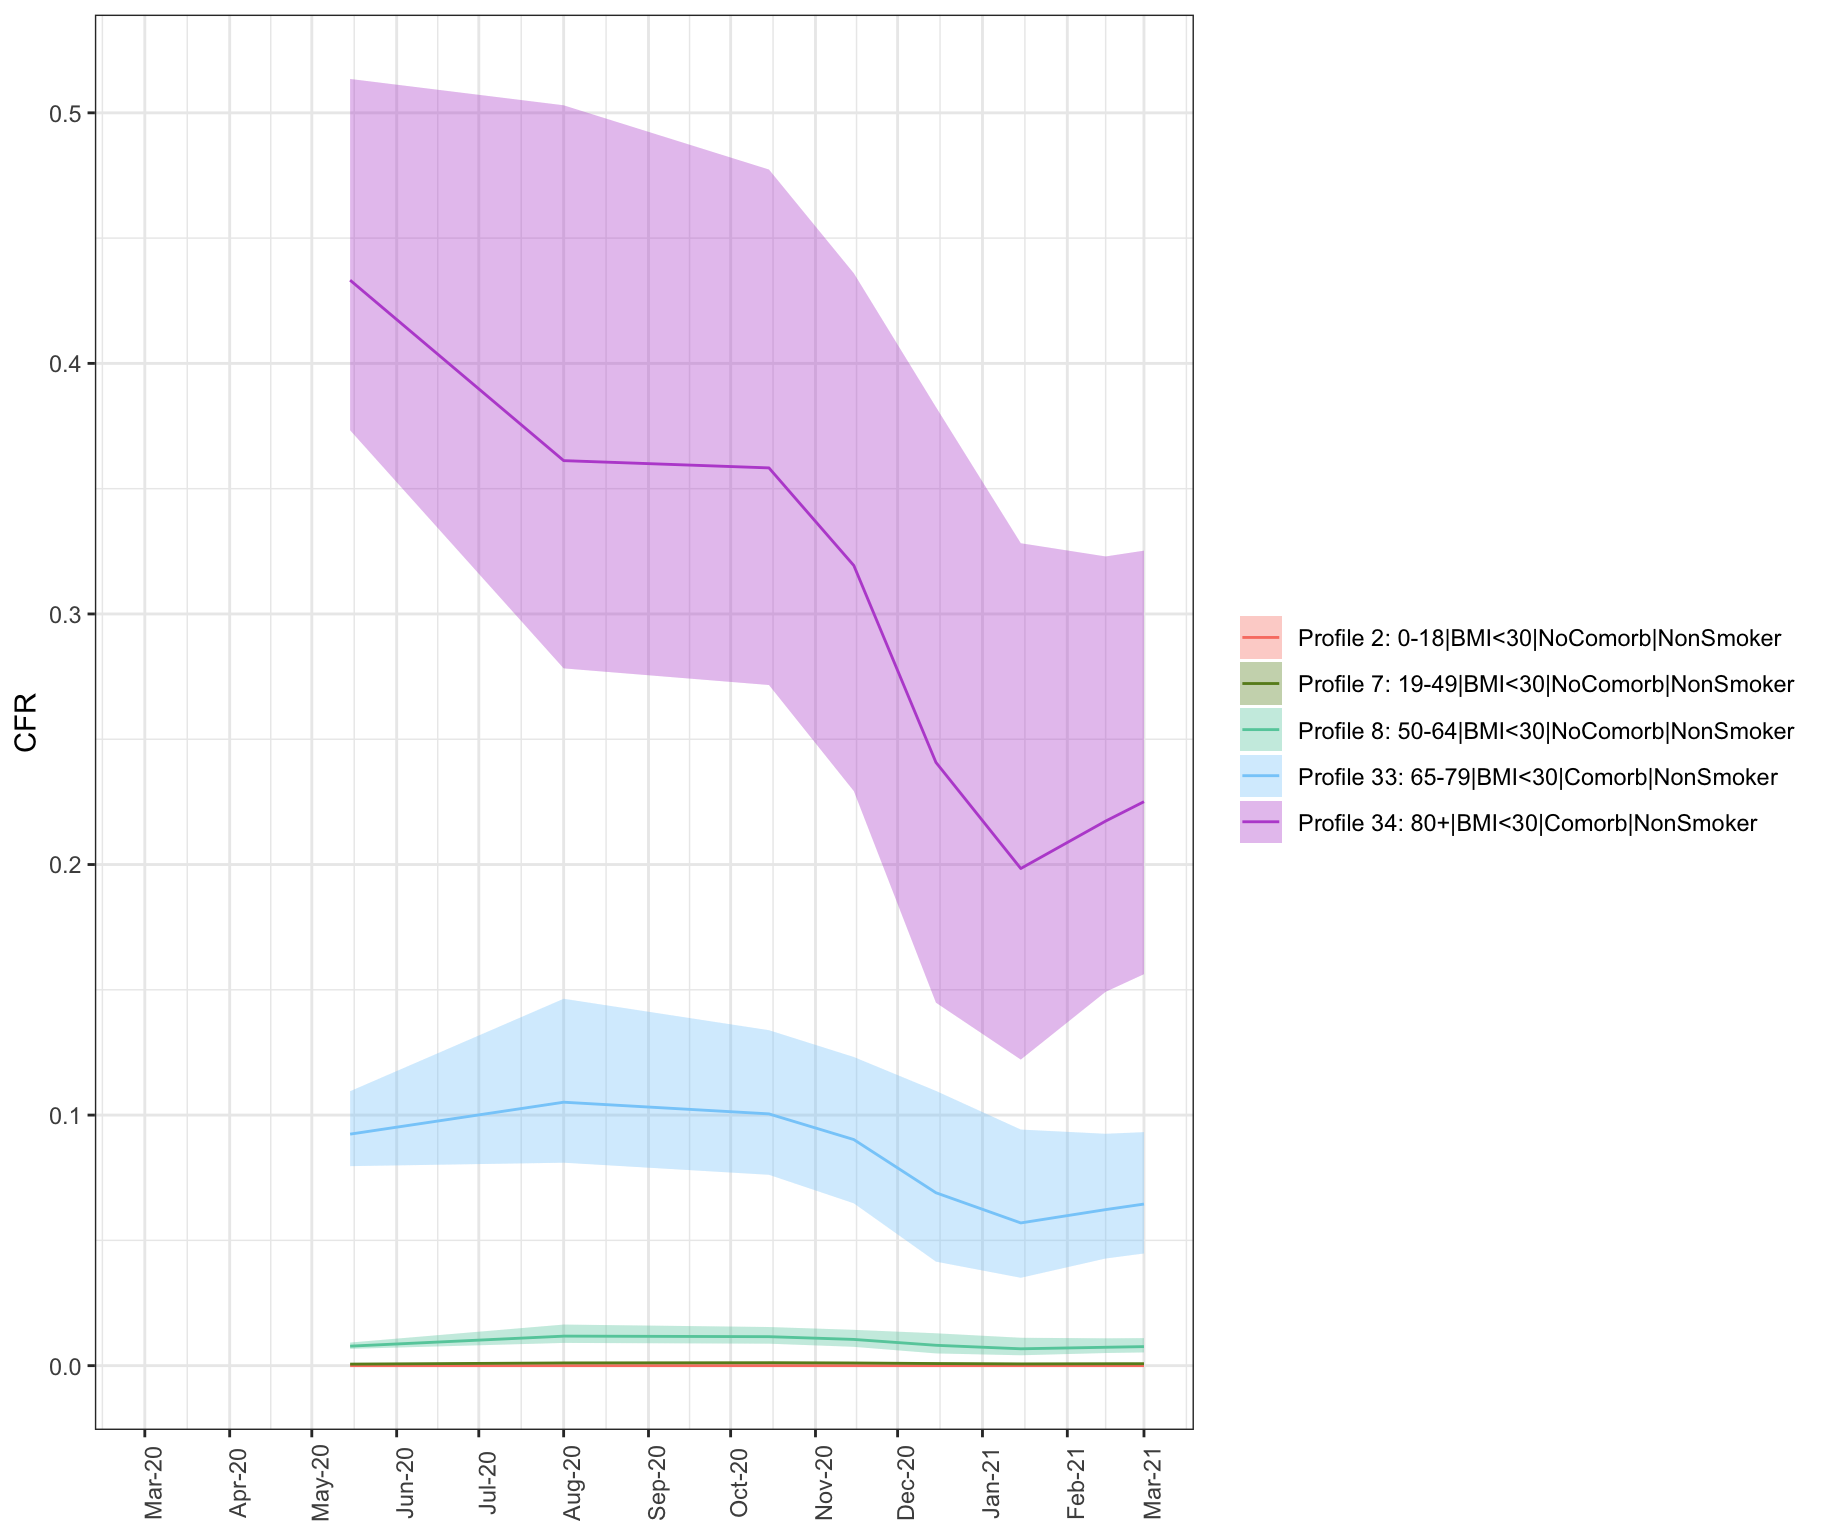 0.5
0.4
0.3
0.2
0.1
0.0
CFR
Mar-20
Apr-20
May-20
Jun-20
Jul-20
Aug-20
Sep-20
Oct-20
Nov-20
Dec-20
Jan-21
Feb-21
Mar-21
Profile 2: 0-18|BMI<30|NoComorb|NonSmoker
Profile 7: 19-49|BMI<30|NoComorb|NonSmoker
Profile 8: 50-64|BMI<30|NoComorb|NonSmoker
Profile 33: 65-79|BMI<30|Comorb|NonSmoker
Profile 34: 80+|BMI<30|Comorb|NonSmoker